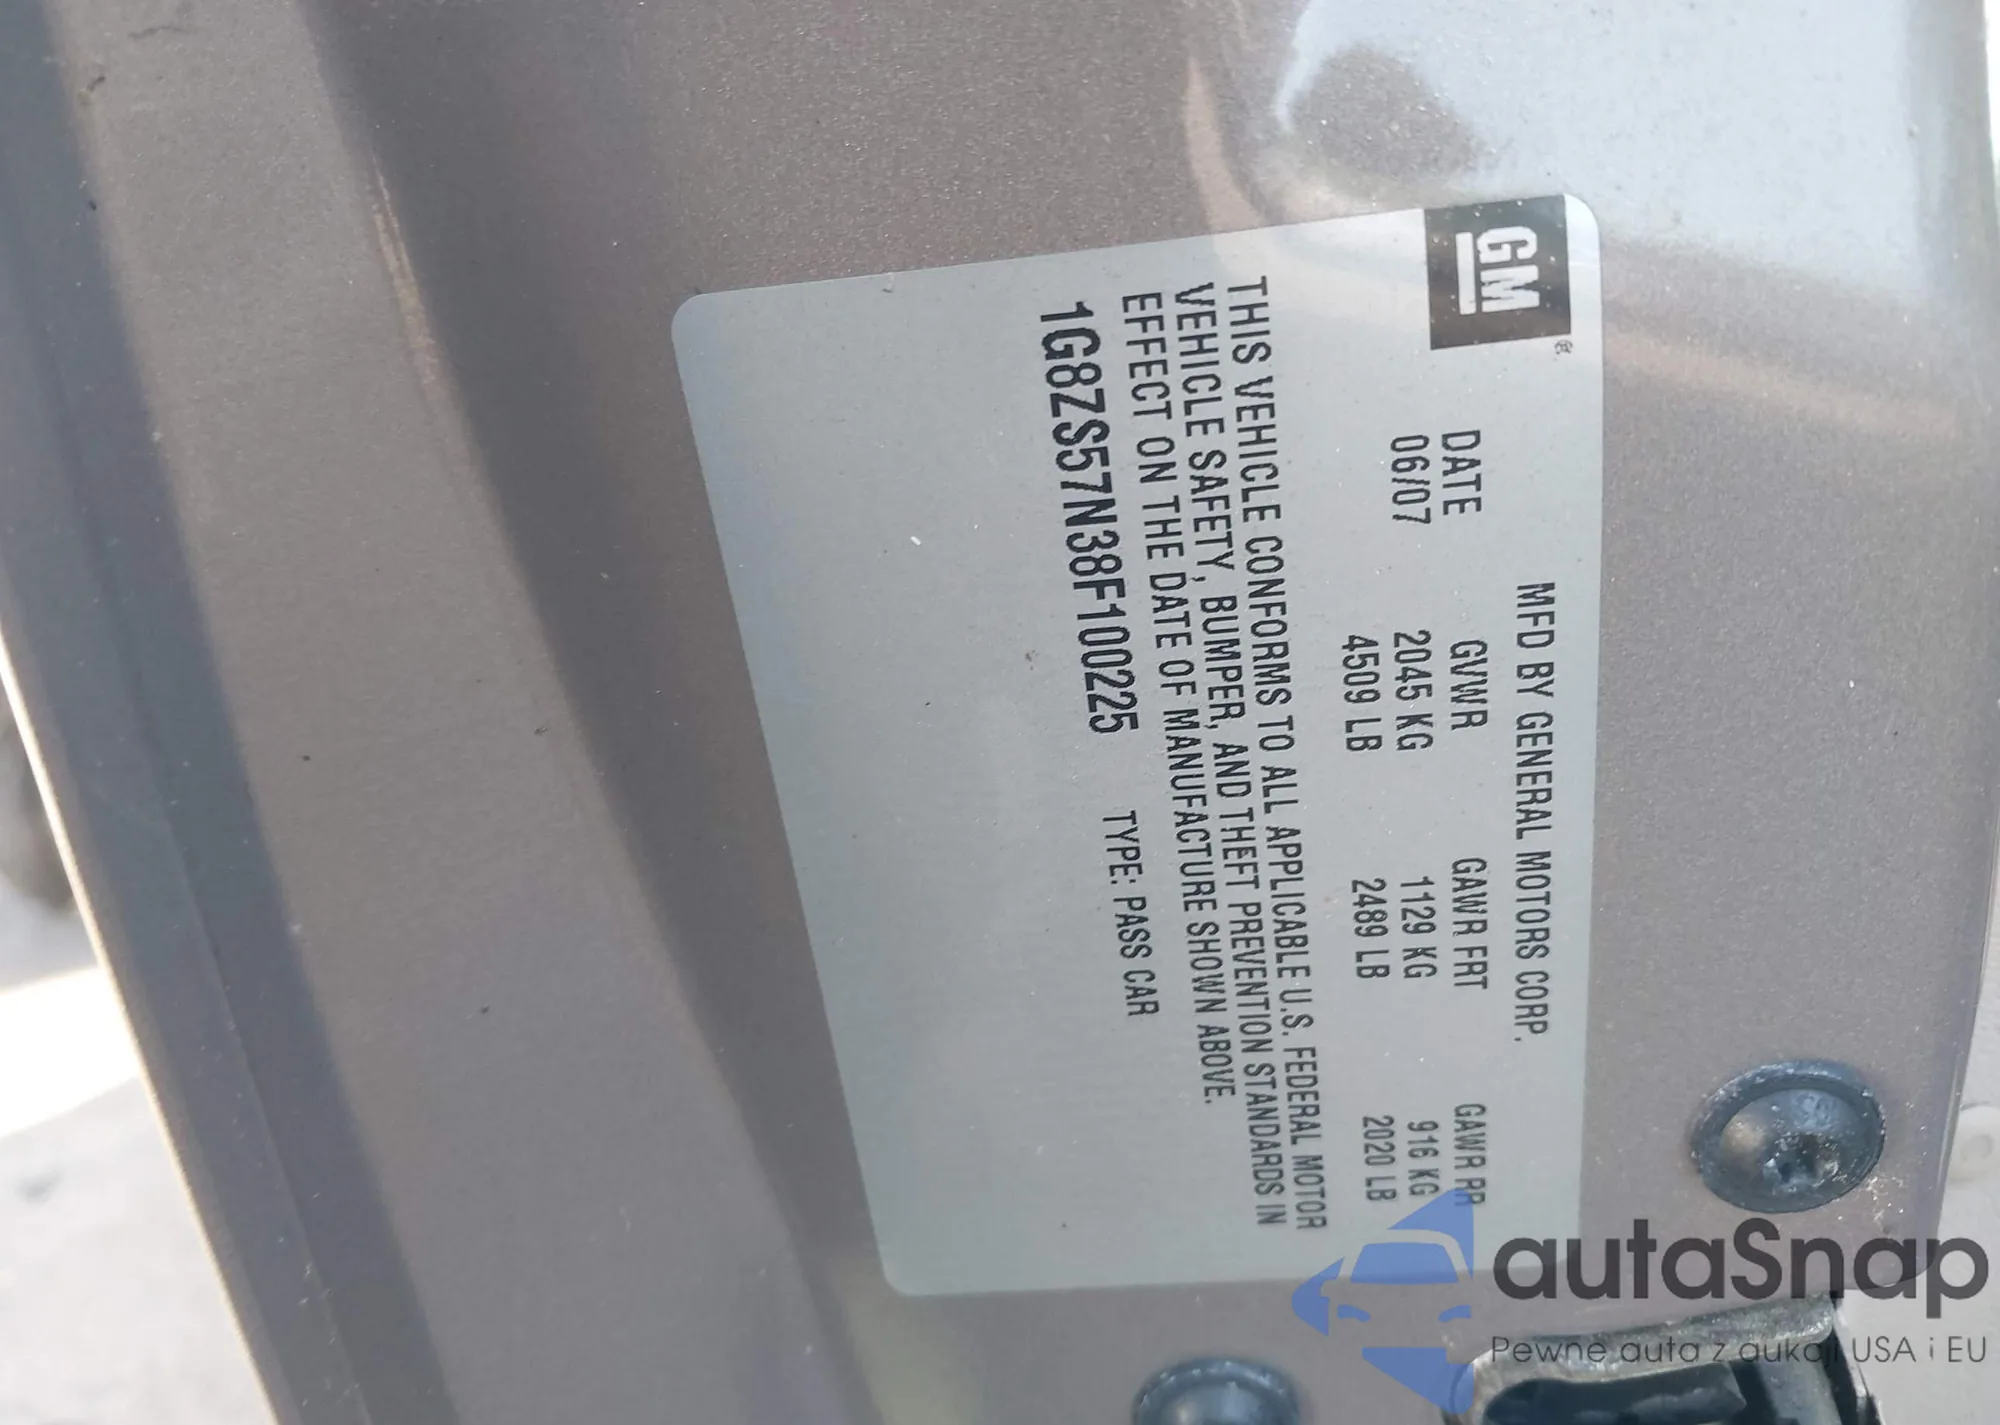 GM®
MFD BY GENERAL MOTORS CORP.
DATE GVWR GAWR FRT GAWR RR
06/07 2045 KG 1129 KG 916 KG
4509 LB 2489 LB 2020 LB
THIS VEHICLE CONFORMS TO ALL APPLICABLE U.S. FEDERAL MOTOR
VEHICLE SAFETY, BUMPER, AND THEFT PREVENTION STANDARDS IN
EFFECT ON THE DATE OF MANUFACTURE SHOWN ABOVE.
1G8ZS57N38F100225 TYPE: PASS CAR
autaSnap
Pewne auta z aukcji USA i EU